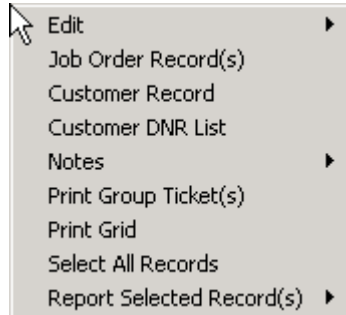 Edit
Job Order Record(s)
Customer Record
Customer DNR List
Notes
Print Group Ticket(s)
Print Grid
Select All Records
Report Selected Record(s)